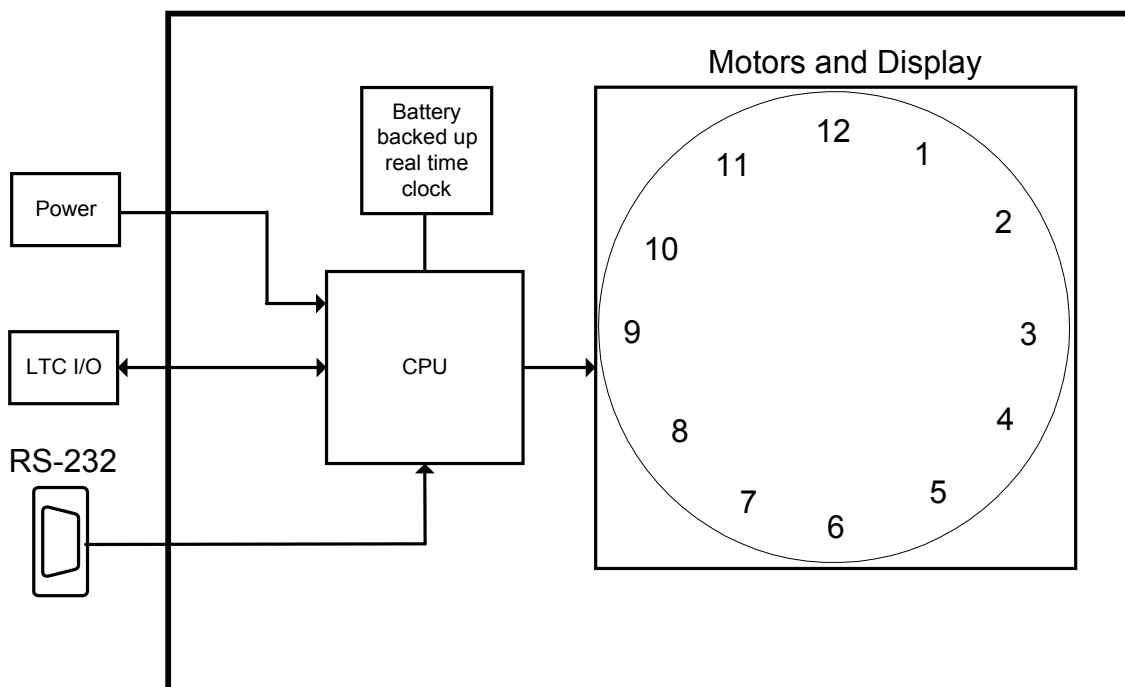 Motors and Display
Battery
backed up
real time
clock
Power
LTC I/O
CPU
RS-232
12
1
2
3
4
5
6
7
8
9
10
11